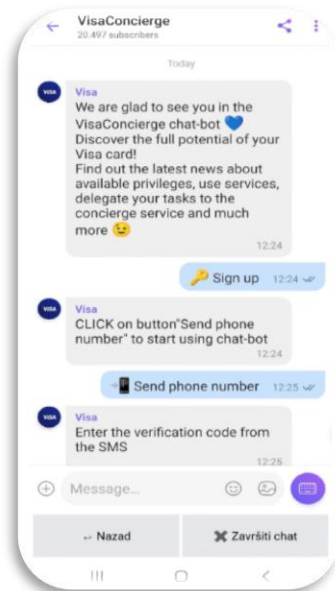 VisaConcierge
20.497 subscribers
Today
VISA
Visa
We are glad to see you in the
VisaConcierge chat-bot 💙
Discover the full potential of your
Visa card!
Find out the latest news about
available privileges, use services,
delegate your tasks to the
concierge service and much
more 😉
12:24
🔑 Sign up 12:24
VISA
Visa
CLICK on button"Send phone
number" to start using chat-bot
12:24
📲 Send phone number 12:25
VISA
Visa
Enter the verification code from
the SMS
12:25
Message...
↩ Nazad
✖ Završiti chat